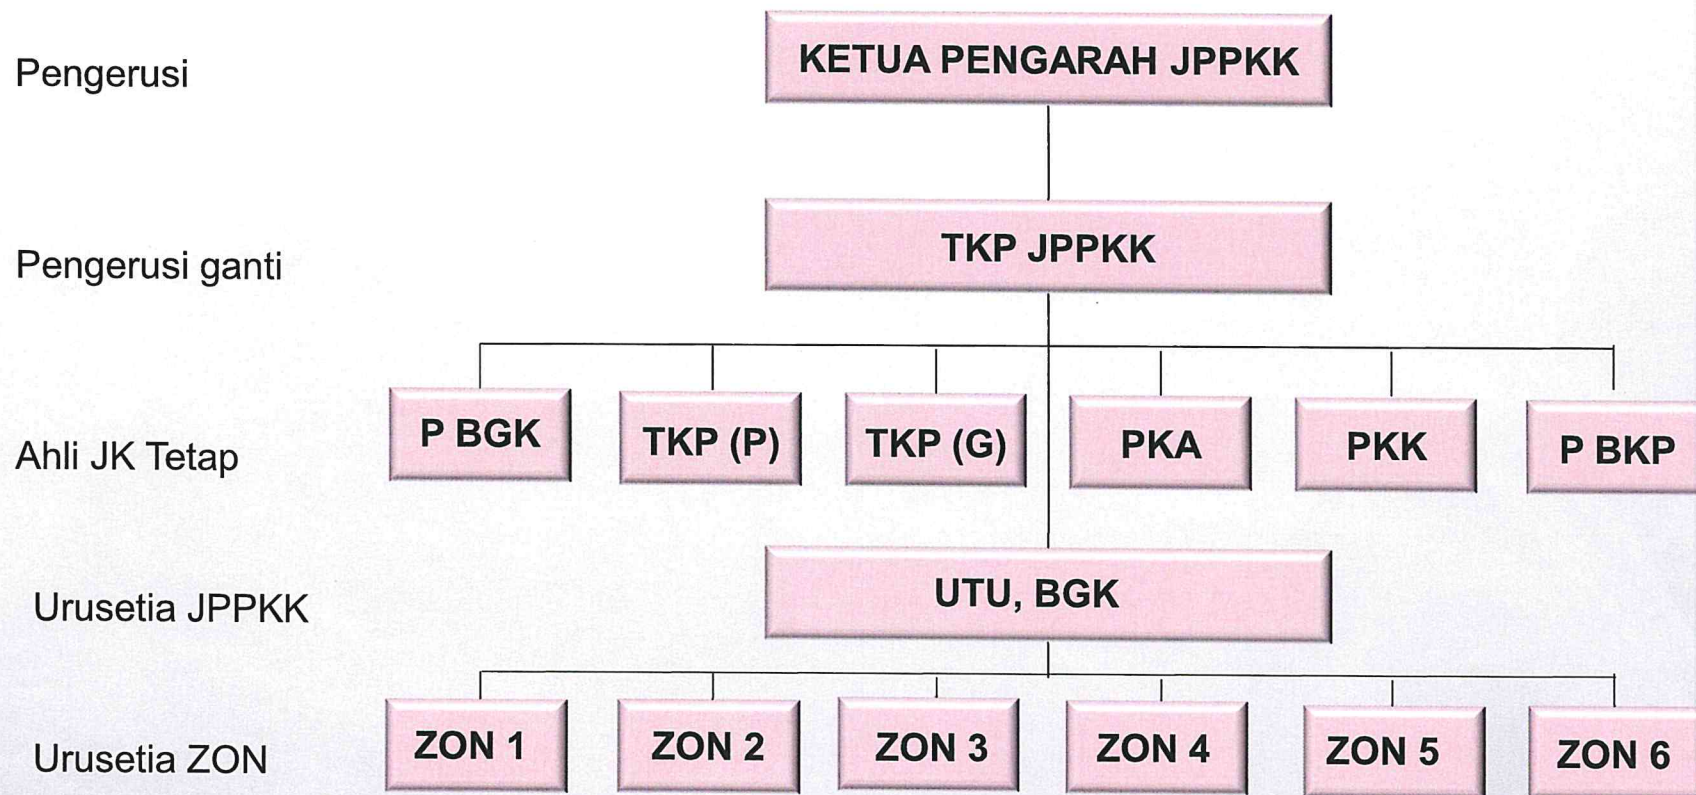 Pengerusi
KETUA PENGARAH JPPKK
Pengerusi ganti
TKP JPPKK
Ahli JK Tetap
P BGK
TKP (P)
TKP (G)
PKA
PKK
P BKP
Urusetia JPPKK
UTU, BGK
Urusetia ZON
ZON 1
ZON 2
ZON 3
ZON 4
ZON 5
ZON 6